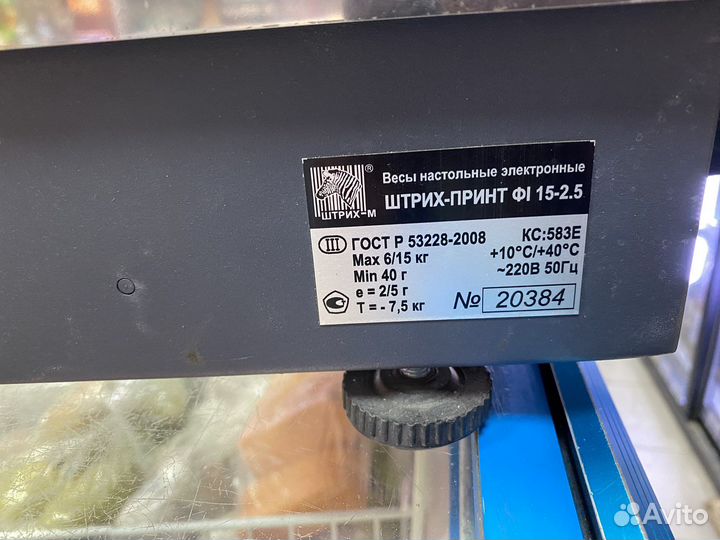 Весы настольные электронные
ШТРИХ-ПРИНТ ФI 15-2.5
®
ШТРИХ-М
III ГОСТ Р 53228-2008 КС:583Е
Max 6/15 кг +10°C/+40°C
Min 40 г ~220В 50Гц
e = 2/5 г
T = - 7,5 кг № 20384
Avito